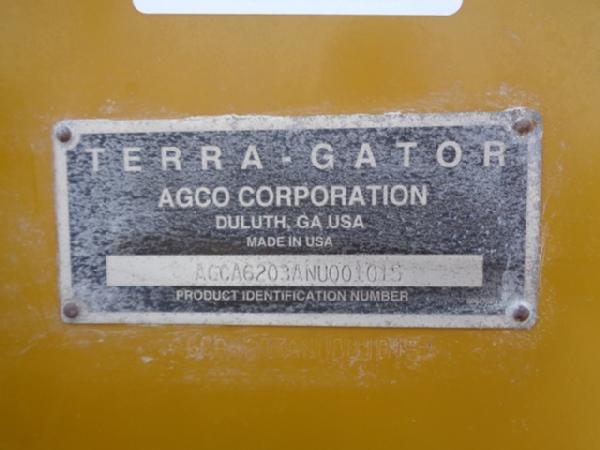 TERRA-GATOR
AGCO CORPORATION
DULUTH, GA USA
MADE IN USA
AGCA6203ANU001015
PRODUCT IDENTIFICATION NUMBER